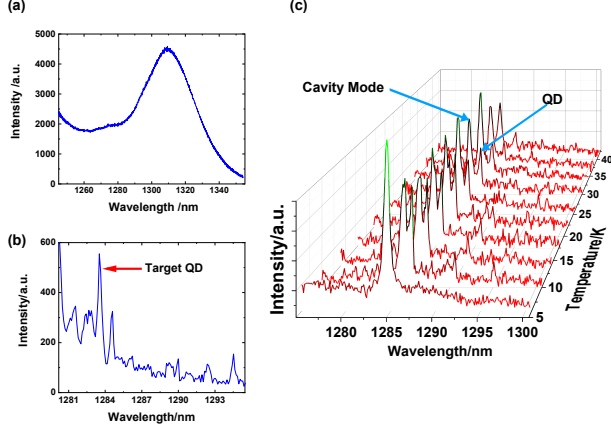 (a)
5000
4000
3000
2000
1000
0
Intensity /a.u.
1260
1280
1300
1320
1340
Wavelength /nm
(b)
600
400
200
0
Intensity/a.u.
Target QD
1281
1284
1287
1290
1293
Wavelength/nm
(c)
Cavity Mode
QD
Intensity/a.u.
1280
1285
1290
1295
1300
Wavelength/nm
5
10
15
20
25
30
35
40
Temperature/K